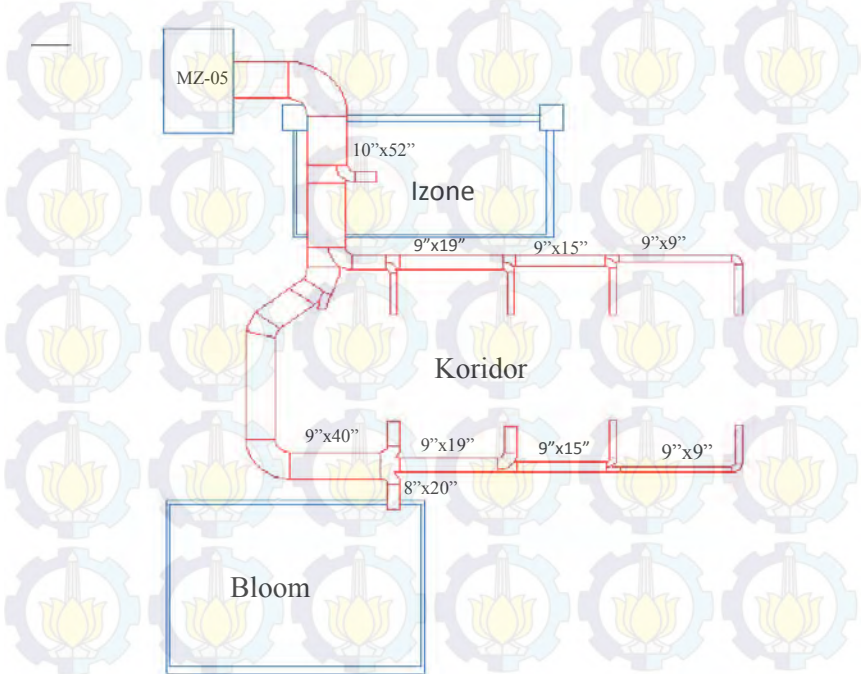 MZ-05
10”x52”
Izone
9”x19”
9”x15”
9”x9”
Koridor
9”x40”
9”x19”
9”x15”
9”x9”
8”x20”
Bloom